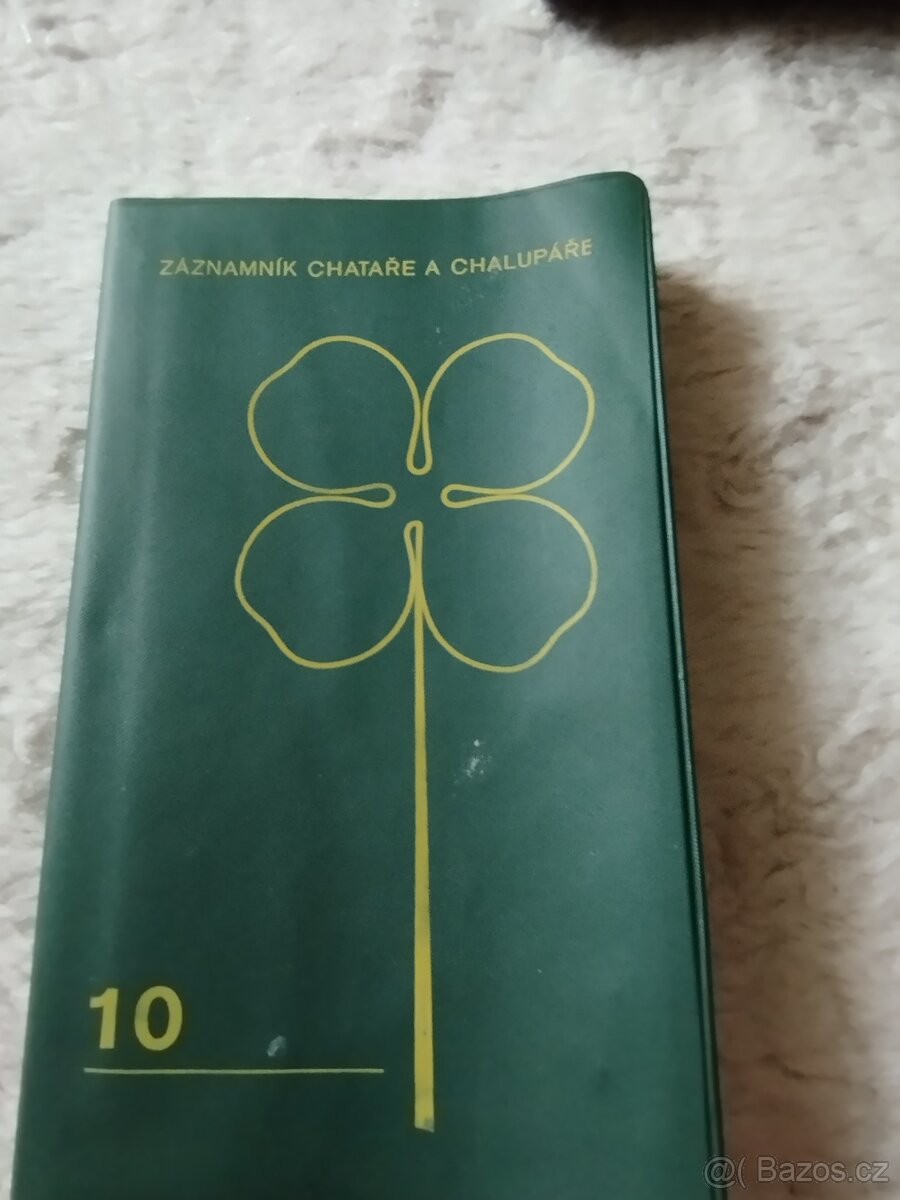 ZÁZNAMNÍK CHATAŘE A CHALUPÁŘE
10
@( Bazos.cz